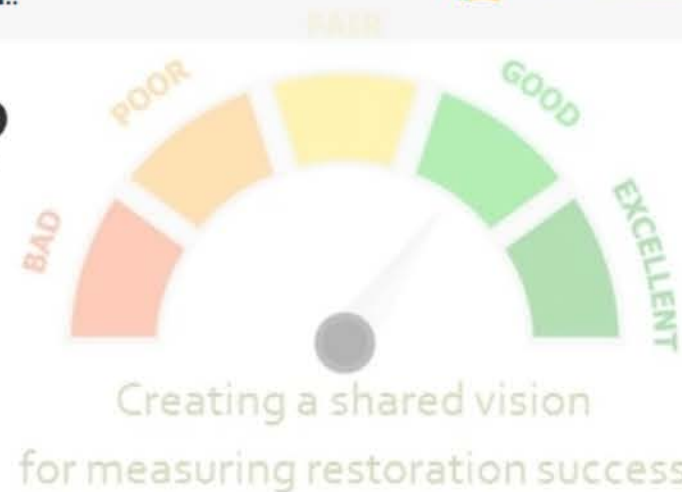 FAIR
POOR
GOOD
BAD
EXCELLENT
Creating a shared vision
for measuring restoration success